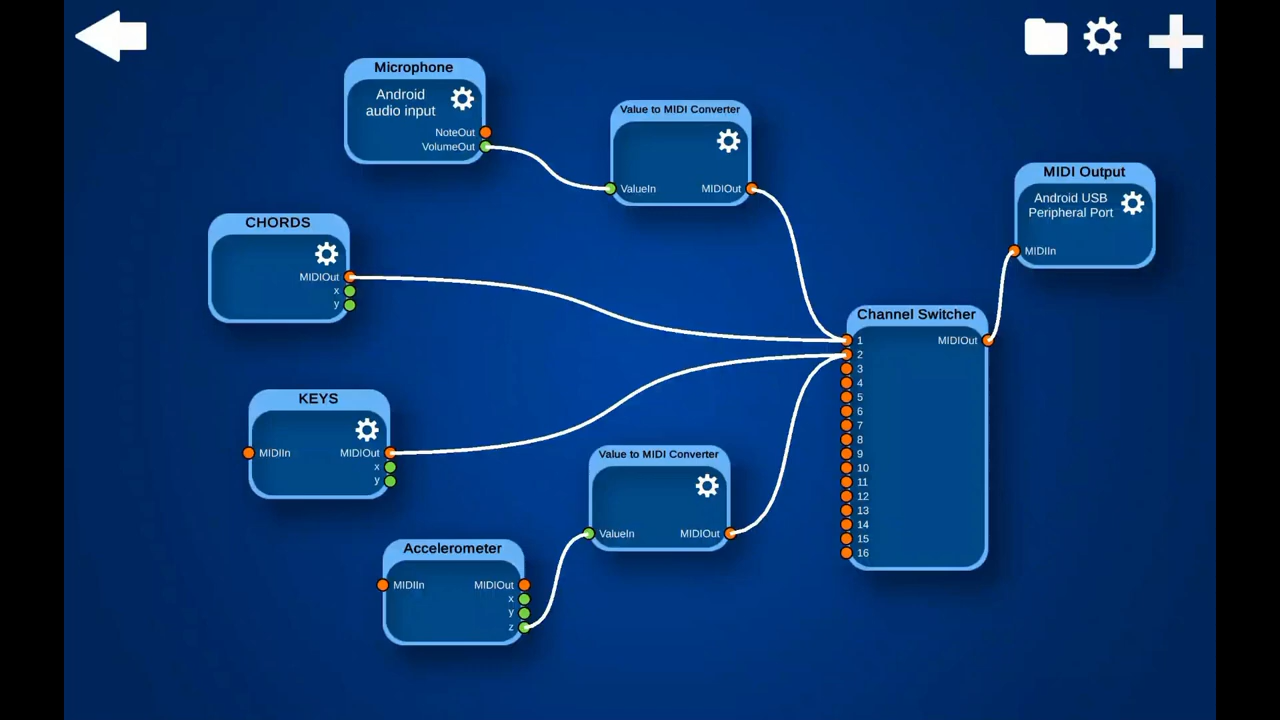 Microphone
Android
audio input
NoteOut
VolumeOut
Value to MIDI Converter
ValueIn MIDIOut
MIDI Output
Android USB
Peripheral Port
MIDIIn
CHORDS
MIDIOut
x
y
Channel Switcher
1 MIDIOut
2
3
4
5
6
7
8
9
10
11
12
13
14
15
16
KEYS
MIDIIn MIDIOut
x
y
Value to MIDI Converter
ValueIn MIDIOut
Accelerometer
MIDIIn MIDIOut
x
y
z